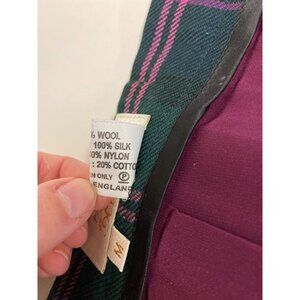 % WOOL
: 100% SILK
0% NYLON
: 20% COTTO
N ONLY P
ENGLAND
M